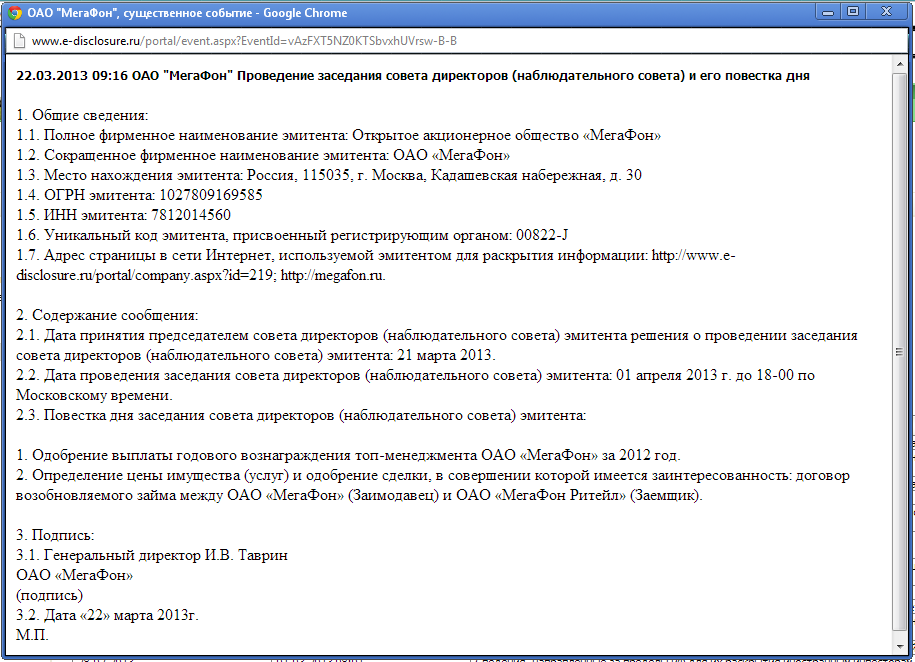 ОАО "МегаФон", существенное событие - Google Chrome
www.e-disclosure.ru/portal/event.aspx?EventId=vAzFXT5NZ0KTSbvxhUVrsw-B-B
22.03.2013 09:16 ОАО "МегаФон" Проведение заседания совета директоров (наблюдательного совета) и его повестка дня
1. Общие сведения:
1.1. Полное фирменное наименование эмитента: Открытое акционерное общество «МегаФон»
1.2. Сокращенное фирменное наименование эмитента: ОАО «МегаФон»
1.3. Место нахождения эмитента: Россия, 115035, г. Москва, Кадашевская набережная, д. 30
1.4. ОГРН эмитента: 1027809169585
1.5. ИНН эмитента: 7812014560
1.6. Уникальный код эмитента, присвоенный регистрирующим органом: 00822-J
1.7. Адрес страницы в сети Интернет, используемой эмитентом для раскрытия информации: http://www.e-
disclosure.ru/portal/company.aspx?id=219; http://megafon.ru.
2. Содержание сообщения:
2.1. Дата принятия председателем совета директоров (наблюдательного совета) эмитента решения о проведении заседания
совета директоров (наблюдательного совета) эмитента: 21 марта 2013.
2.2. Дата проведения заседания совета директоров (наблюдательного совета) эмитента: 01 апреля 2013 г. до 18-00 по
Московскому времени.
2.3. Повестка дня заседания совета директоров (наблюдательного совета) эмитента:
1. Одобрение выплаты годового вознаграждения топ-менеджмента ОАО «МегаФон» за 2012 год.
2. Определение цены имущества (услуг) и одобрение сделки, в совершении которой имеется заинтересованность: договор
возобновляемого займа между ОАО «МегаФон» (Заимодавец) и ОАО «МегаФон Ритейл» (Заемщик).
3. Подпись:
3.1. Генеральный директор И.В. Таврин
ОАО «МегаФон»
(подпись)
3.2. Дата «22» марта 2013г.
М.П.